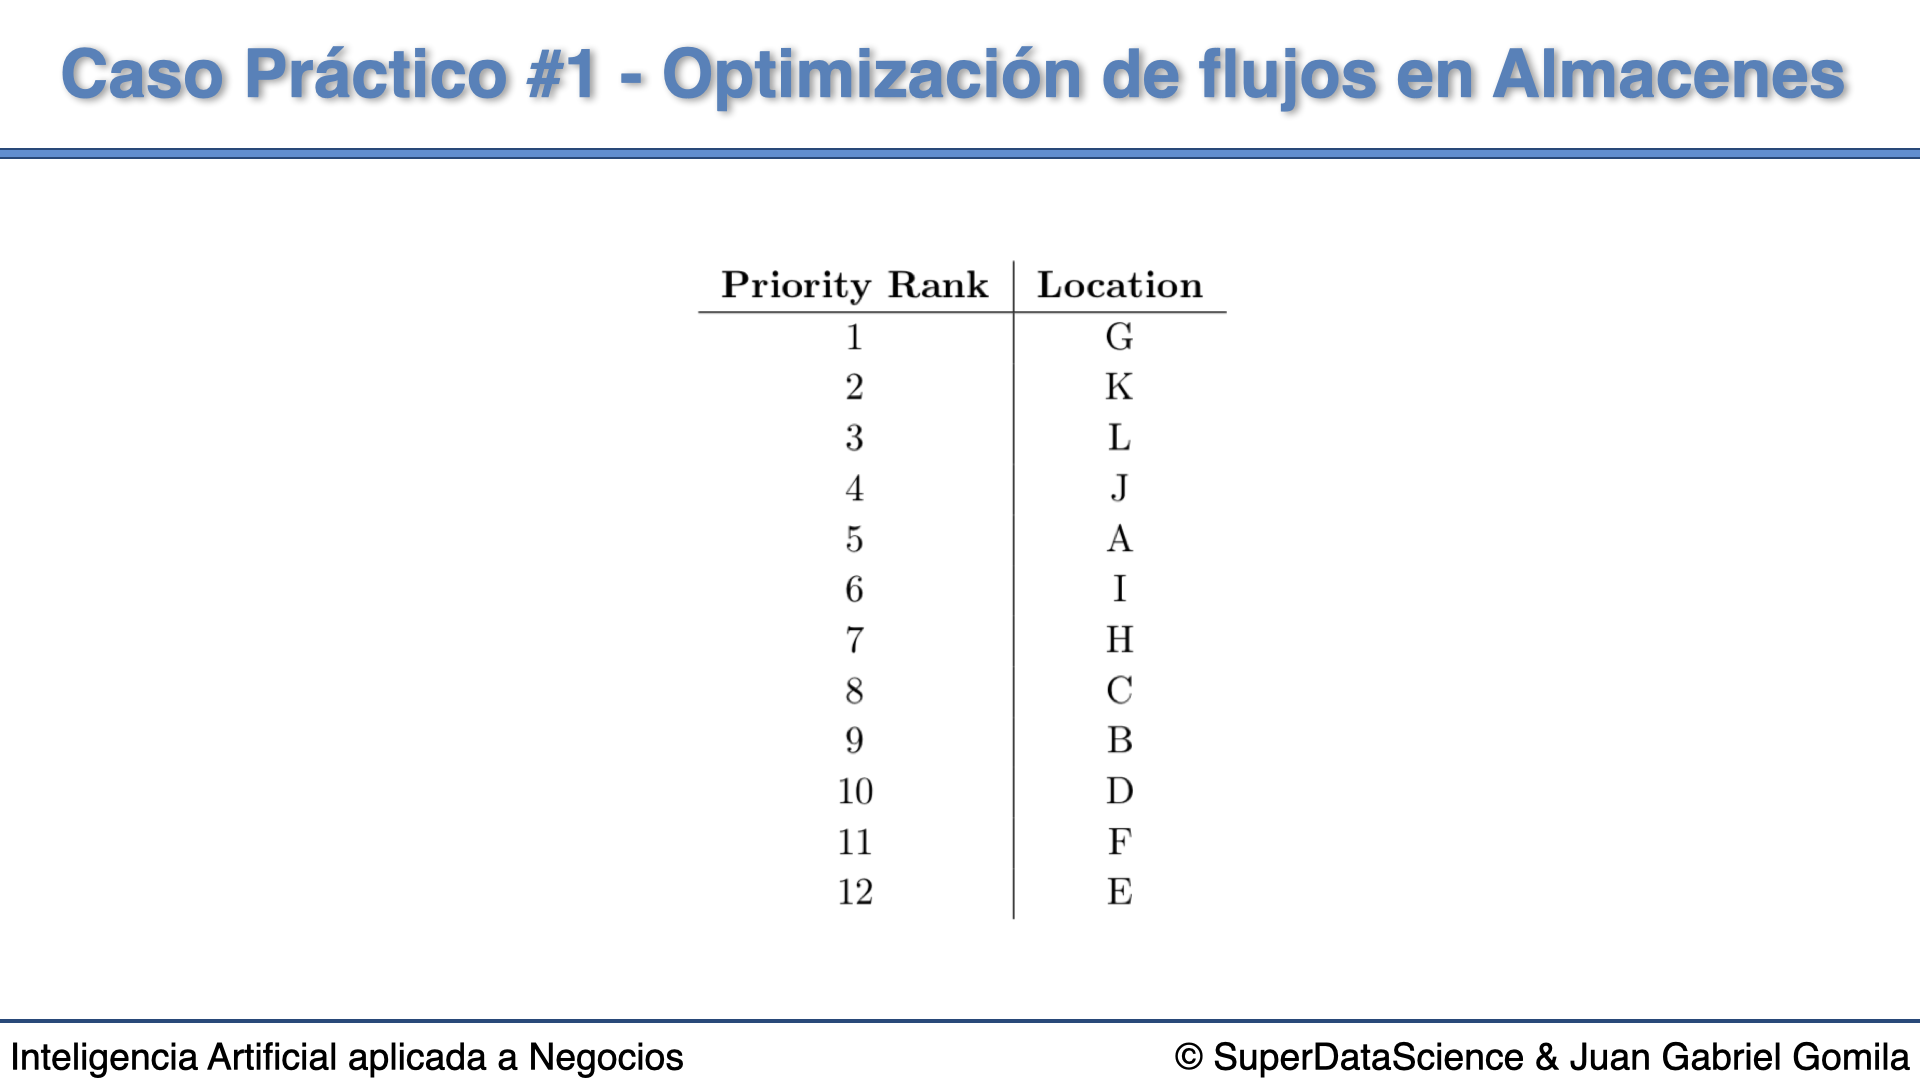 Caso Práctico #1 - Optimización de flujos en Almacenes
Priority Rank Location
1 G
2 K
3 L
4 J
5 A
6 I
7 H
8 C
9 B
10 D
11 F
12 E
Inteligencia Artificial aplicada a Negocios
© SuperDataScience & Juan Gabriel Gomila